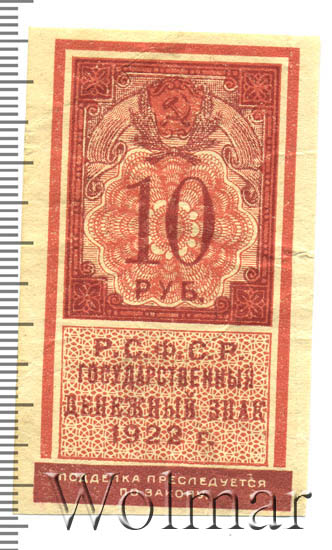 10
РУБ.
Р.С.Ф.С.Р
ГОСУДАРСТВЕННЫЙ
ДЕНЕЖНЫЙ ЗНАК
1922 г.
ПОДДЕЛКА ПРЕСЛЕДУЕТСЯ
ПО ЗАКОНУ.
Wolmar